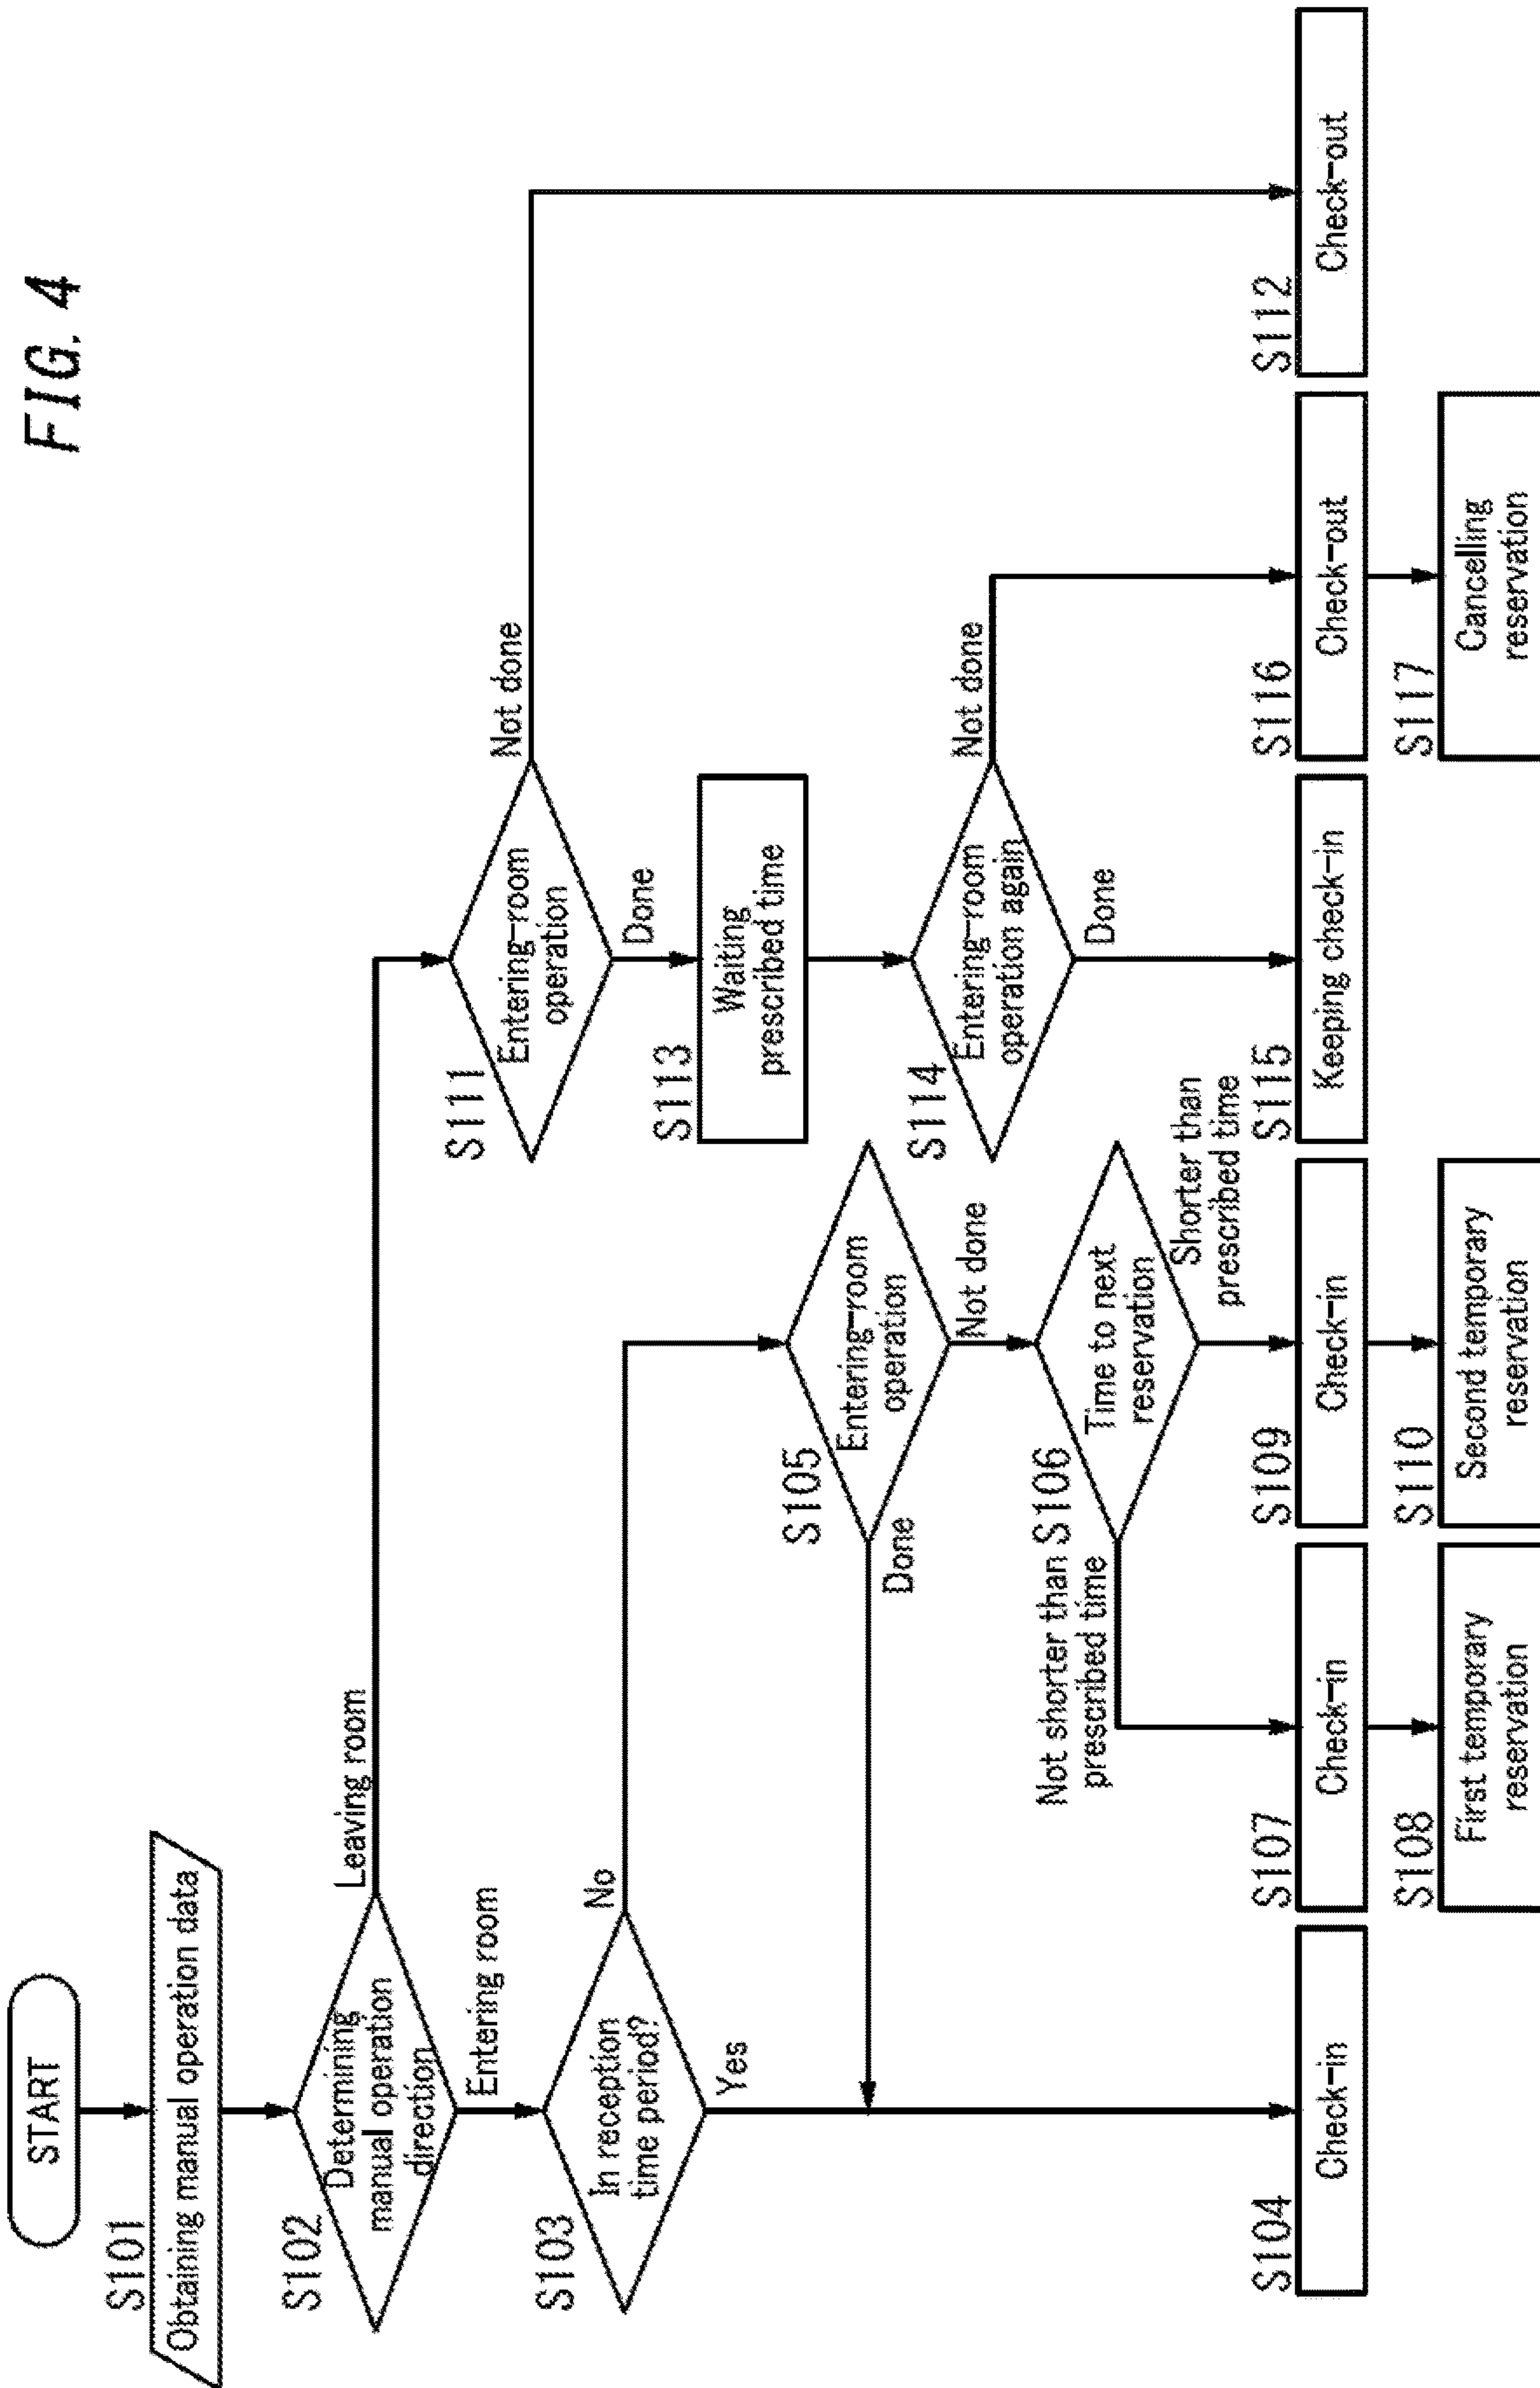 FIG. 4
START
S101
Obtaining manual operation data
S102
Determining
manual operation
direction
Leaving room
Entering room
S103
In reception
time period?
No
Yes
S111
Entering-room
operation
Not done
Done
S113
Waiting
prescribed time
S105
Entering-room
operation
Done
Not done
S114
Entering-room
operation again
Not done
Done
S106
Time to next
reservation
Not shorter than
prescribed time
Shorter than
prescribed time
S104
Check-in
S107
Check-in
S109
Check-in
S115
Keeping check-in
S116
Check-out
S112
Check-out
S108
First temporary
reservation
S110
Second temporary
reservation
S117
Cancelling
reservation